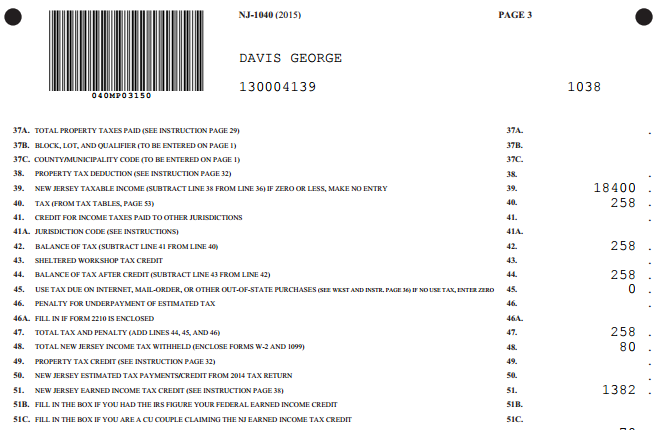 NJ-1040 (2015) PAGE 3
040MP03150
DAVIS GEORGE
130004139 1038
37A. TOTAL PROPERTY TAXES PAID (SEE INSTRUCTION PAGE 29) 37A. .
37B. BLOCK, LOT, AND QUALIFIER (TO BE ENTERED ON PAGE 1) 37B.
37C. COUNTY/MUNICIPALITY CODE (TO BE ENTERED ON PAGE 1) 37C.
38. PROPERTY TAX DEDUCTION (SEE INSTRUCTION PAGE 32) 38. .
39. NEW JERSEY TAXABLE INCOME (SUBTRACT LINE 38 FROM LINE 36) IF ZERO OR LESS, MAKE NO ENTRY 39. 18400 .
40. TAX (FROM TAX TABLES, PAGE 53) 40. 258 .
41. CREDIT FOR INCOME TAXES PAID TO OTHER JURISDICTIONS 41. .
41A. JURISDICTION CODE (SEE INSTRUCTIONS) 41A.
42. BALANCE OF TAX (SUBTRACT LINE 41 FROM LINE 40) 42. 258 .
43. SHELTERED WORKSHOP TAX CREDIT 43. .
44. BALANCE OF TAX AFTER CREDIT (SUBTRACT LINE 43 FROM LINE 42) 44. 258 .
45. USE TAX DUE ON INTERNET, MAIL-ORDER, OR OTHER OUT-OF-STATE PURCHASES (SEE WKST AND INSTR. PAGE 36) IF NO USE TAX, ENTER ZERO 45. 0 .
46. PENALTY FOR UNDERPAYMENT OF ESTIMATED TAX 46. .
46A. FILL IN IF FORM 2210 IS ENCLOSED 46A.
47. TOTAL TAX AND PENALTY (ADD LINES 44, 45, AND 46) 47. 258 .
48. TOTAL NEW JERSEY INCOME TAX WITHHELD (ENCLOSE FORMS W-2 AND 1099) 48. 80 .
49. PROPERTY TAX CREDIT (SEE INSTRUCTION PAGE 32) 49. .
50. NEW JERSEY ESTIMATED TAX PAYMENTS/CREDIT FROM 2014 TAX RETURN 50. .
51. NEW JERSEY EARNED INCOME TAX CREDIT (SEE INSTRUCTION PAGE 38) 51. 1382 .
51B. FILL IN THE BOX IF YOU HAD THE IRS FIGURE YOUR FEDERAL EARNED INCOME CREDIT 51B.
51C. FILL IN THE BOX IF YOU ARE A CU COUPLE CLAIMING THE NJ EARNED INCOME TAX CREDIT 51C.